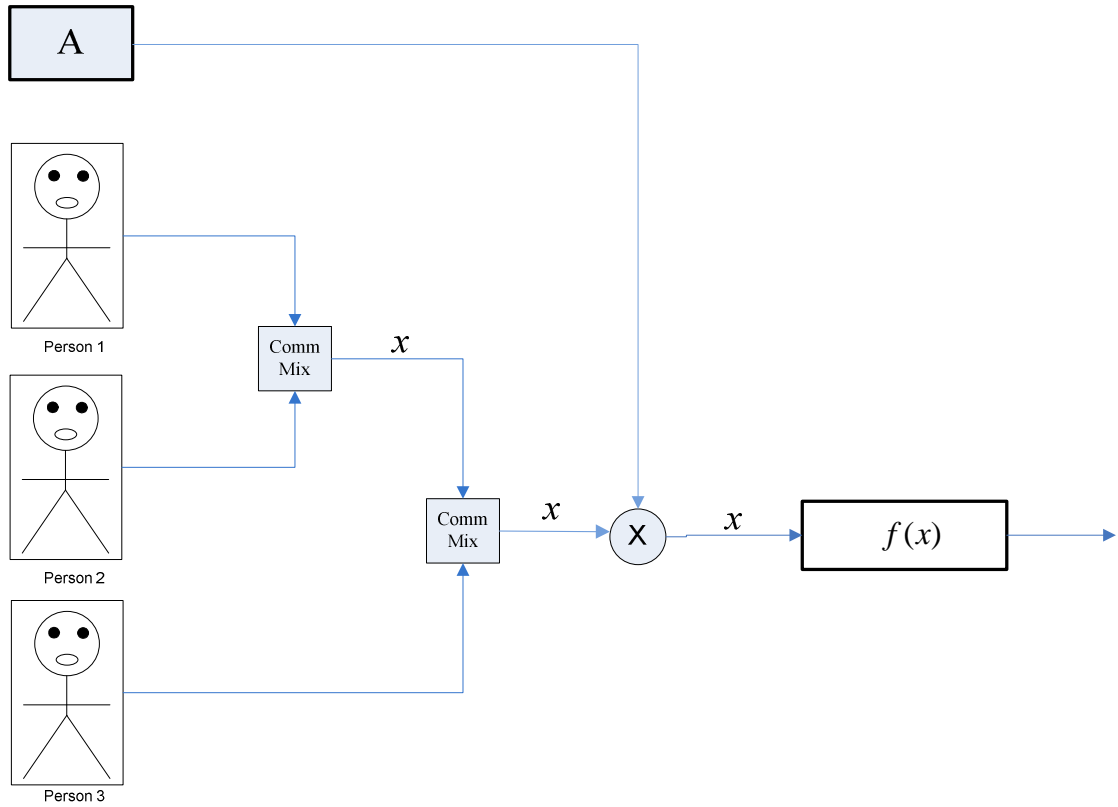 A
Person 1
Comm
Mix
x
Person 2
Comm
Mix
x
X
x
f(x)
Person 3